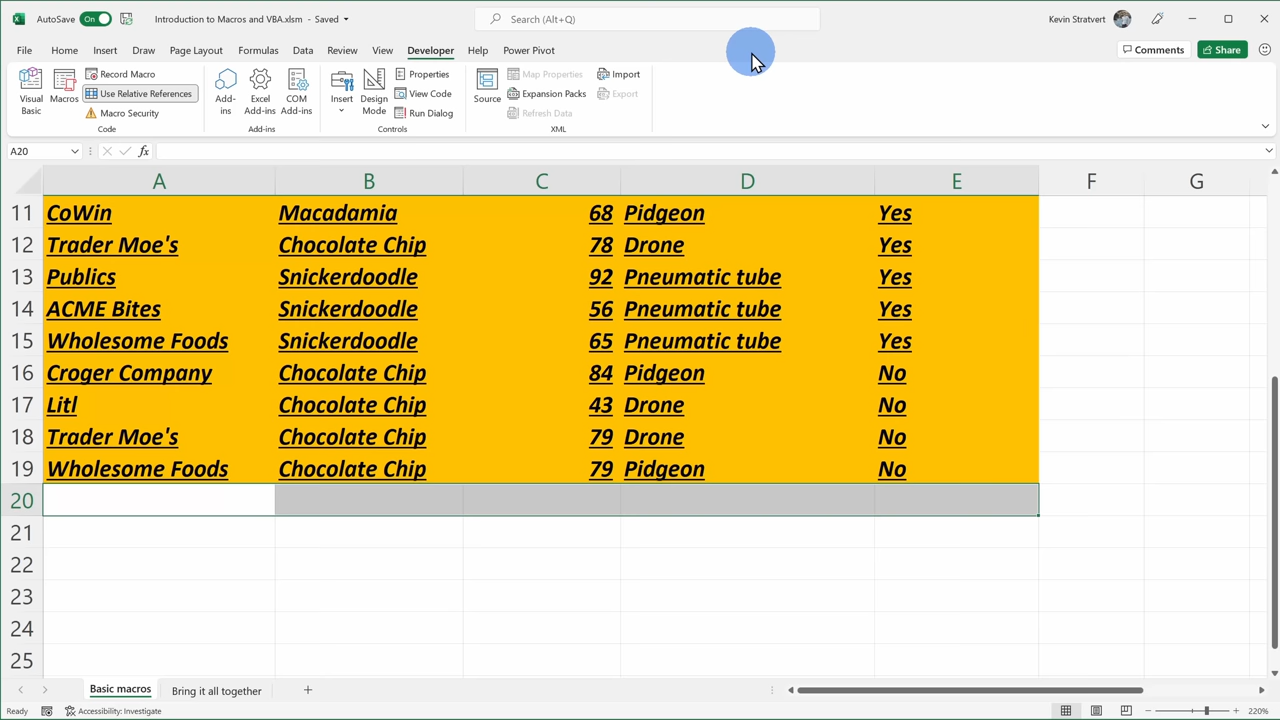 AutoSave On Introduction to Macros and VBA.xlsm - Saved Search (Alt+Q) Kevin Stratvert
File Home Insert Draw Page Layout Formulas Data Review View Developer Help Power Pivot Comments Share
Visual Basic
Macros
Record Macro
Use Relative References
Macro Security
Code
Add-ins
Excel Add-ins
COM Add-ins
Add-ins
Insert
Design Mode
Properties
View Code
Run Dialog
Controls
Source
Map Properties
Expansion Packs
Refresh Data
Import
Export
XML
A20 fx
A B C D E F G
11 CoWin Macadamia 68 Pidgeon Yes
12 Trader Moe's Chocolate Chip 78 Drone Yes
13 Publics Snickerdoodle 92 Pneumatic tube Yes
14 ACME Bites Snickerdoodle 56 Pneumatic tube Yes
15 Wholesome Foods Snickerdoodle 65 Pneumatic tube Yes
16 Croger Company Chocolate Chip 84 Pidgeon No
17 Litl Chocolate Chip 43 Drone No
18 Trader Moe's Chocolate Chip 79 Drone No
19 Wholesome Foods Chocolate Chip 79 Pidgeon No
20
21
22
23
24
25
Basic macros Bring it all together +
Ready Accessibility: Investigate 220%